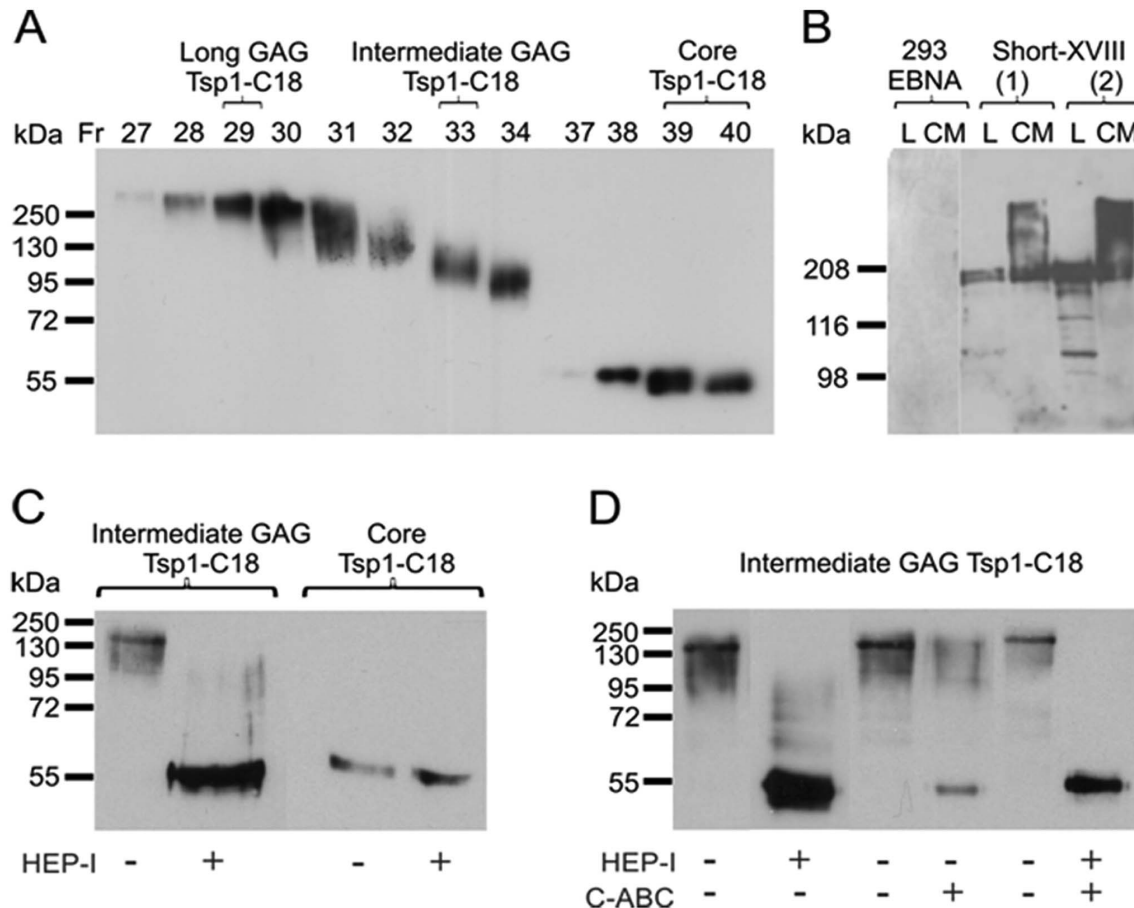 A
Long GAG Intermediate GAG Core
Tsp1-C18 Tsp1-C18 Tsp1-C18
kDa Fr 27 28 29 30 31 32 33 34 37 38 39 40
250
130
95
72
55
B
293 Short-XVIII
EBNA (1) (2)
kDa L CM L CM L CM
208
116
98
C
Intermediate GAG Core
Tsp1-C18 Tsp1-C18
kDa
250
130
95
72
55
HEP-I - + - +
D
Intermediate GAG Tsp1-C18
kDa
250
130
95
72
55
HEP-I - + - - - +
C-ABC - - - + - +